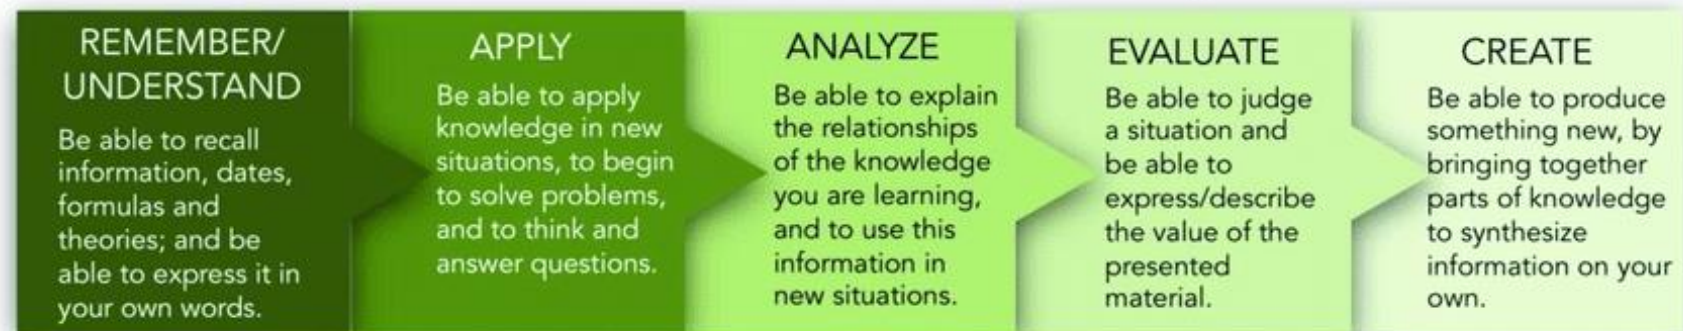 REMEMBER/
UNDERSTAND
Be able to recall
information, dates,
formulas and
theories; and be
able to express it in
your own words.
APPLY
Be able to apply
knowledge in new
situations, to begin
to solve problems,
and to think and
answer questions.
ANALYZE
Be able to explain
the relationships
of the knowledge
you are learning,
and to use this
information in
new situations.
EVALUATE
Be able to judge
a situation and
be able to
express/describe
the value of the
presented
material.
CREATE
Be able to produce
something new, by
bringing together
parts of knowledge
to synthesize
information on your
own.